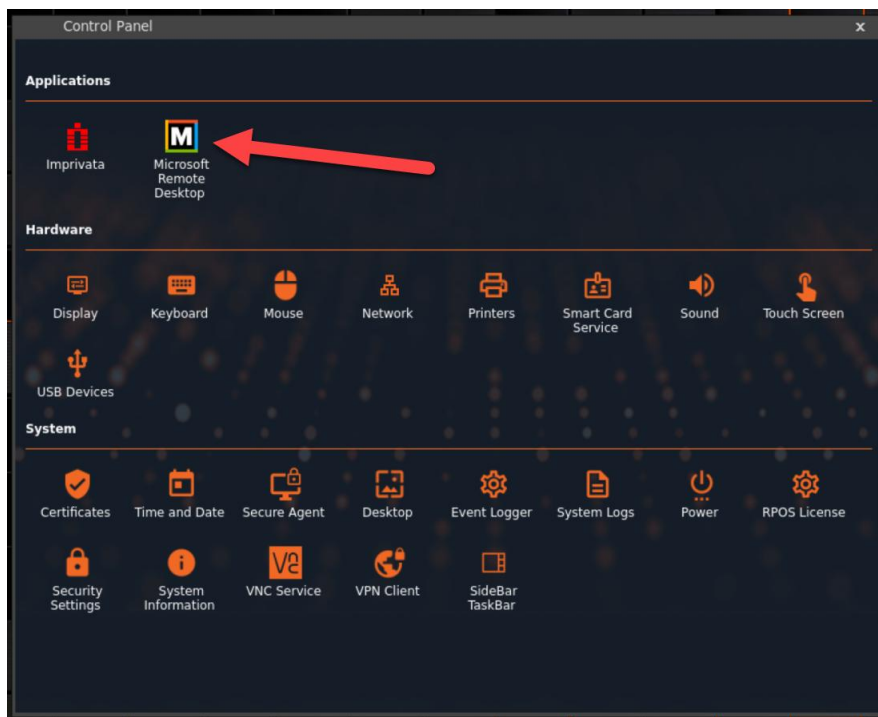 Control Panel x
Applications
M
Imprivata Microsoft
Remote
Desktop
Hardware
Display Keyboard Mouse Network Printers Smart Card Sound Touch Screen
Service
USB Devices
System
Certificates Time and Date Secure Agent Desktop Event Logger System Logs Power RPOS License
Security System VNC Service VPN Client SideBar
Settings Information TaskBar